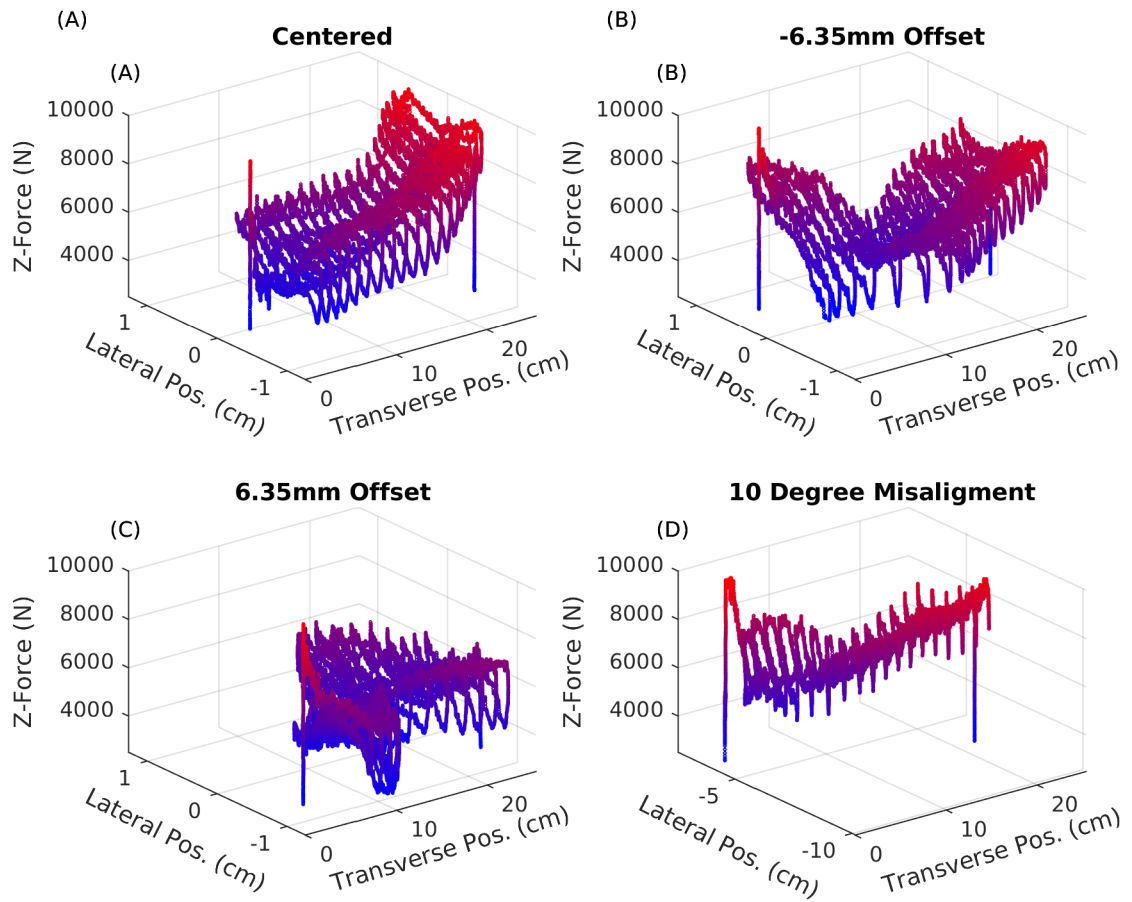 (A)
(B)
Centered
-6.35mm Offset
(A)
(B)
10000
8000
6000
4000
Z-Force (N)
1
0
-1
Lateral Pos. (cm)
0
10
20
Transverse Pos. (cm)
10000
8000
6000
4000
Z-Force (N)
1
0
-1
Lateral Pos. (cm)
0
10
20
Transverse Pos. (cm)
6.35mm Offset
10 Degree Misaligment
(C)
(D)
10000
8000
6000
4000
Z-Force (N)
1
0
-1
Lateral Pos. (cm)
0
10
20
Transverse Pos. (cm)
10000
8000
6000
4000
Z-Force (N)
-5
-10
Lateral Pos. (cm)
0
10
20
Transverse Pos. (cm)